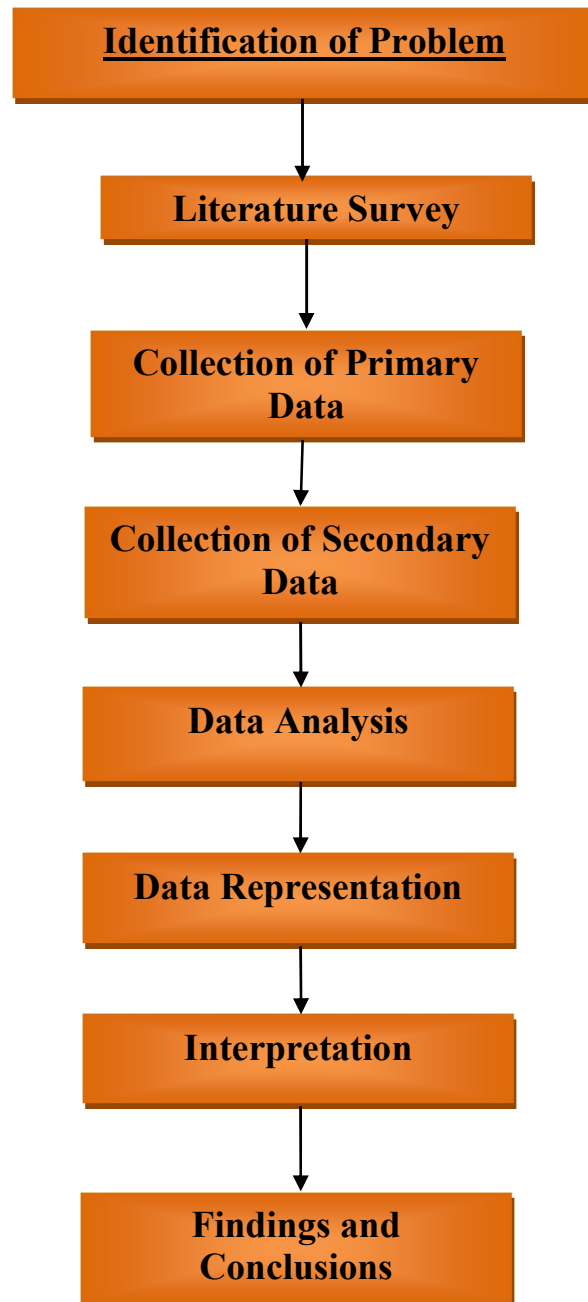 Identification of Problem
Literature Survey
Collection of Primary
Data
Collection of Secondary
Data
Data Analysis
Data Representation
Interpretation
Findings and
Conclusions